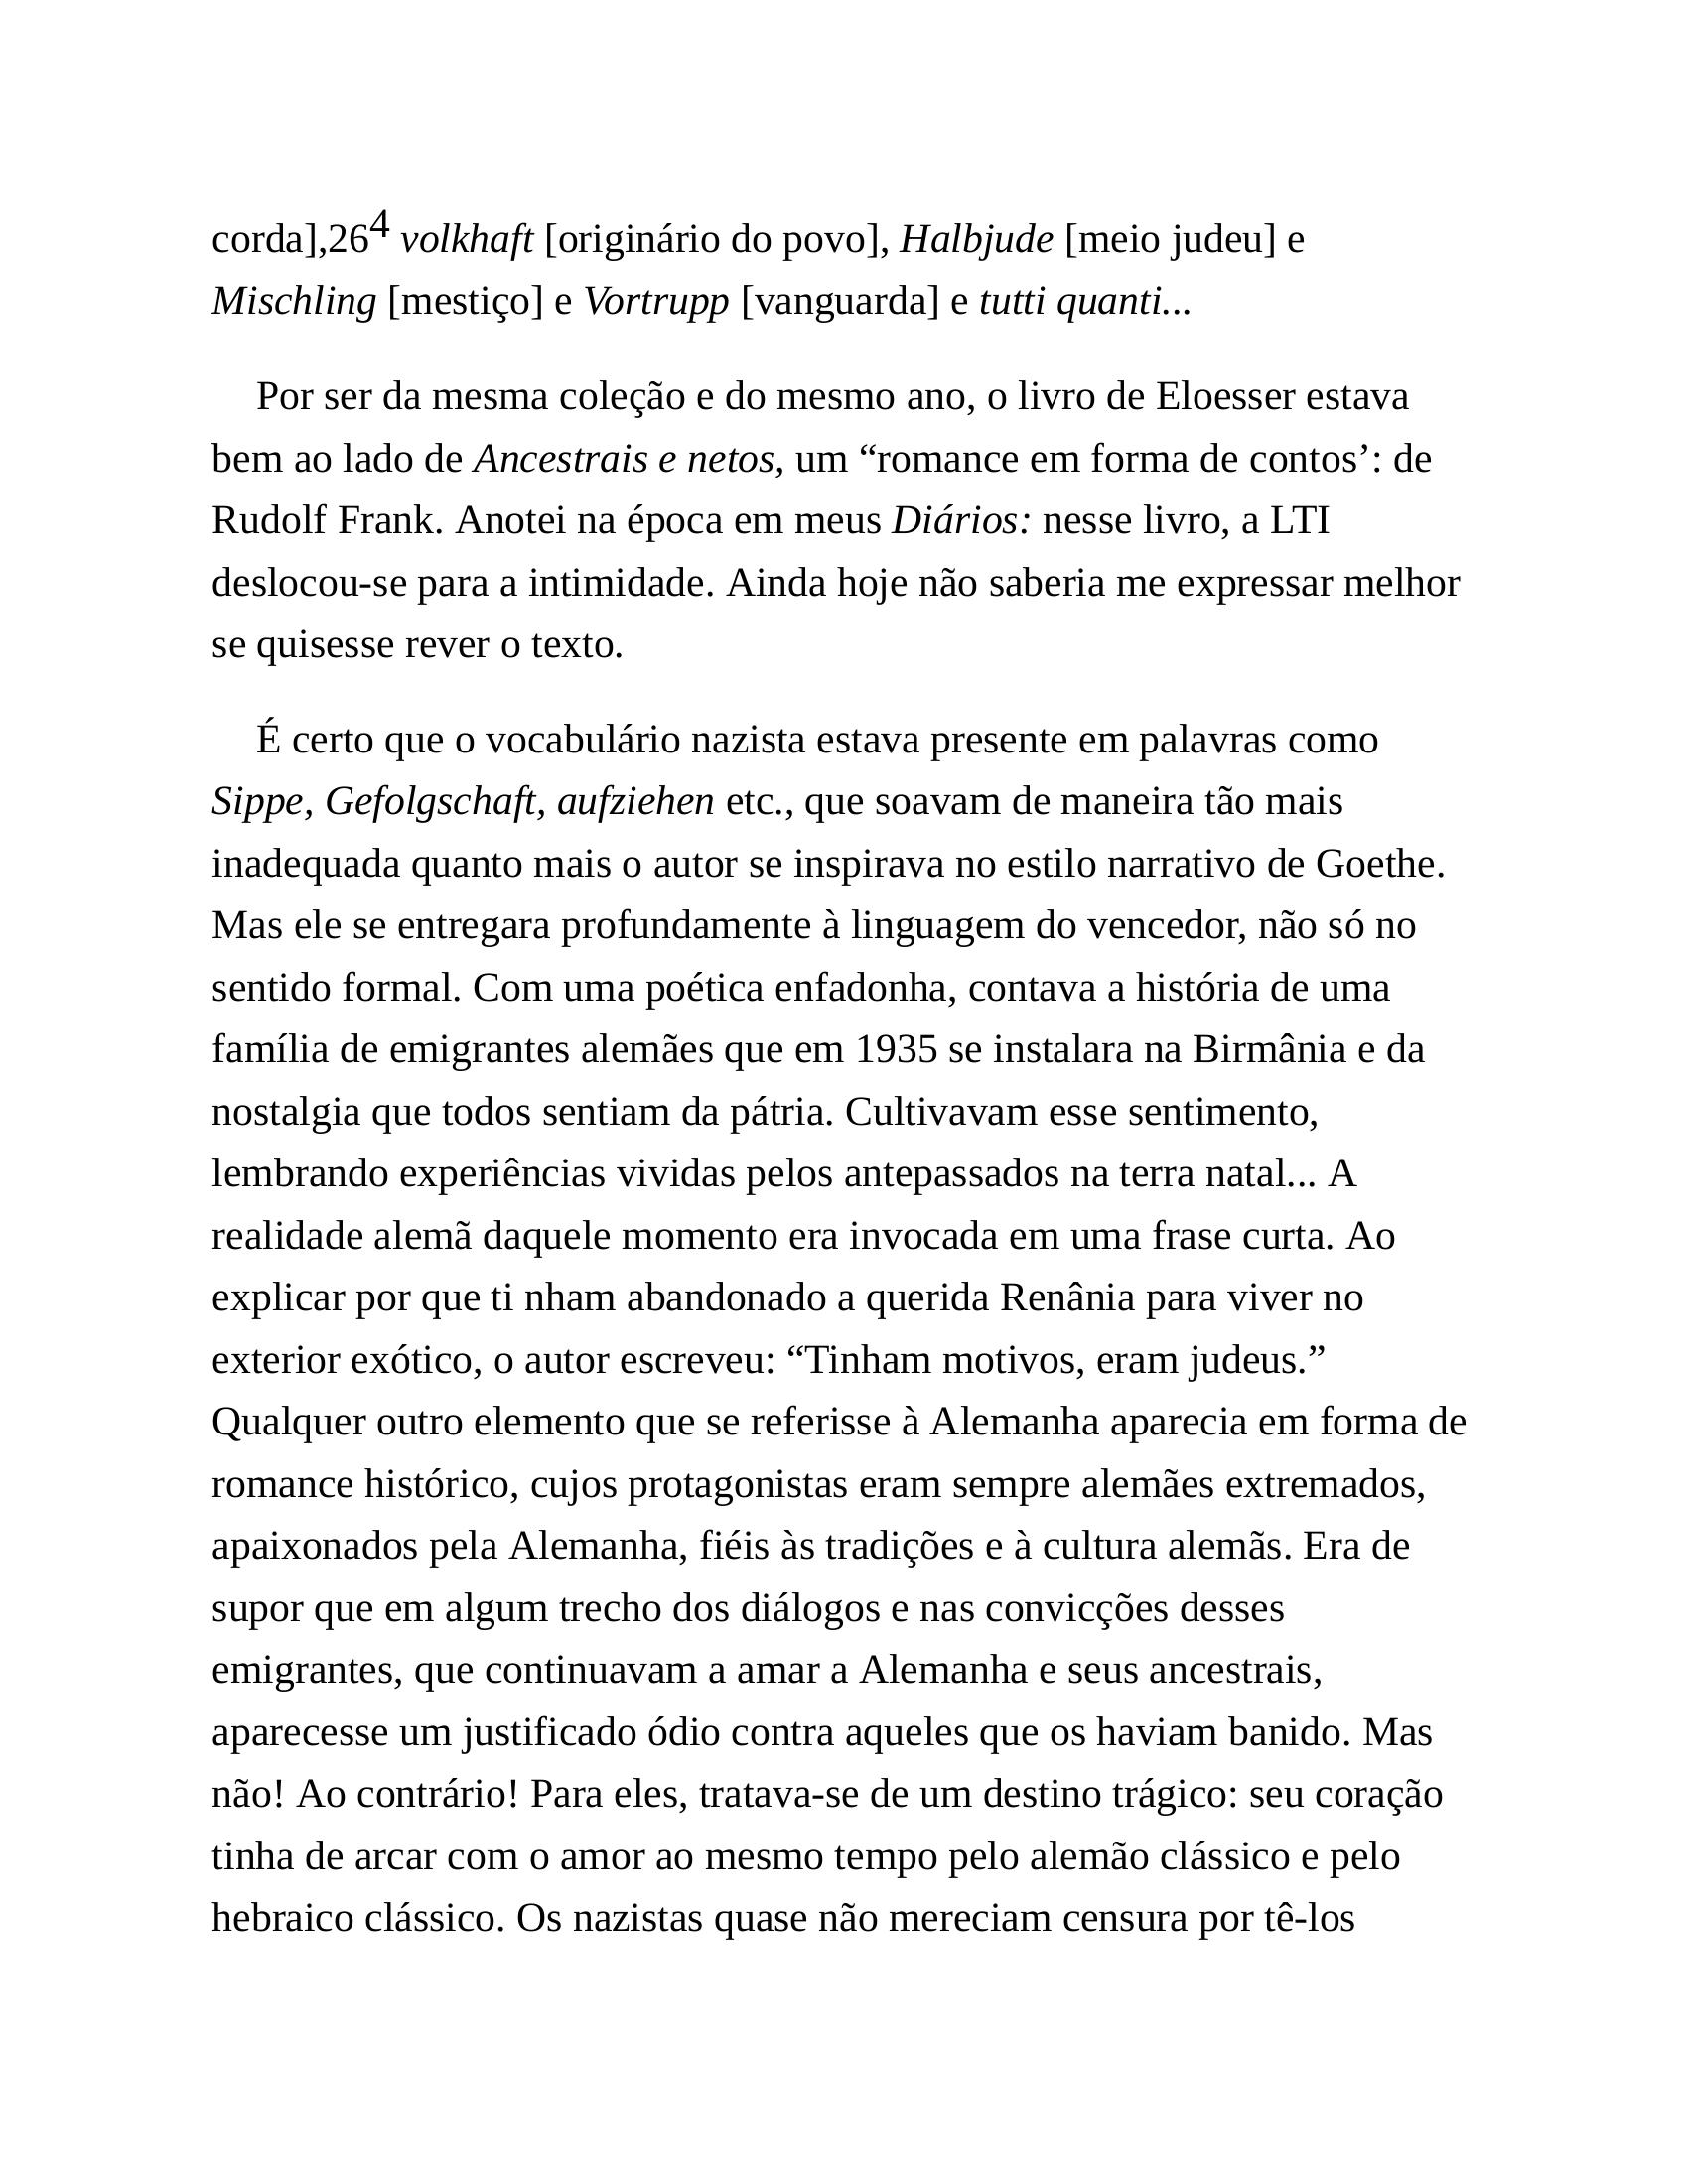 corda],264 volkhaft [originário do povo], Halbjude [meio judeu] e
Mischling [mestiço] e Vortrupp [vanguarda] e tutti quanti...
Por ser da mesma coleção e do mesmo ano, o livro de Eloesser estava
bem ao lado de Ancestrais e netos, um “romance em forma de contos’: de
Rudolf Frank. Anotei na época em meus Diários: nesse livro, a LTI
deslocou-se para a intimidade. Ainda hoje não saberia me expressar melhor
se quisesse rever o texto.
É certo que o vocabulário nazista estava presente em palavras como
Sippe, Gefolgschaft, aufziehen etc., que soavam de maneira tão mais
inadequada quanto mais o autor se inspirava no estilo narrativo de Goethe.
Mas ele se entregara profundamente à linguagem do vencedor, não só no
sentido formal. Com uma poética enfadonha, contava a história de uma
família de emigrantes alemães que em 1935 se instalara na Birmânia e da
nostalgia que todos sentiam da pátria. Cultivavam esse sentimento,
lembrando experiências vividas pelos antepassados na terra natal... A
realidade alemã daquele momento era invocada em uma frase curta. Ao
explicar por que ti nham abandonado a querida Renânia para viver no
exterior exótico, o autor escreveu: “Tinham motivos, eram judeus.”
Qualquer outro elemento que se referisse à Alemanha aparecia em forma de
romance histórico, cujos protagonistas eram sempre alemães extremados,
apaixonados pela Alemanha, fiéis às tradições e à cultura alemãs. Era de
supor que em algum trecho dos diálogos e nas convicções desses
emigrantes, que continuavam a amar a Alemanha e seus ancestrais,
aparecesse um justificado ódio contra aqueles que os haviam banido. Mas
não! Ao contrário! Para eles, tratava-se de um destino trágico: seu coração
tinha de arcar com o amor ao mesmo tempo pelo alemão clássico e pelo
hebraico clássico. Os nazistas quase não mereciam censura por tê-los